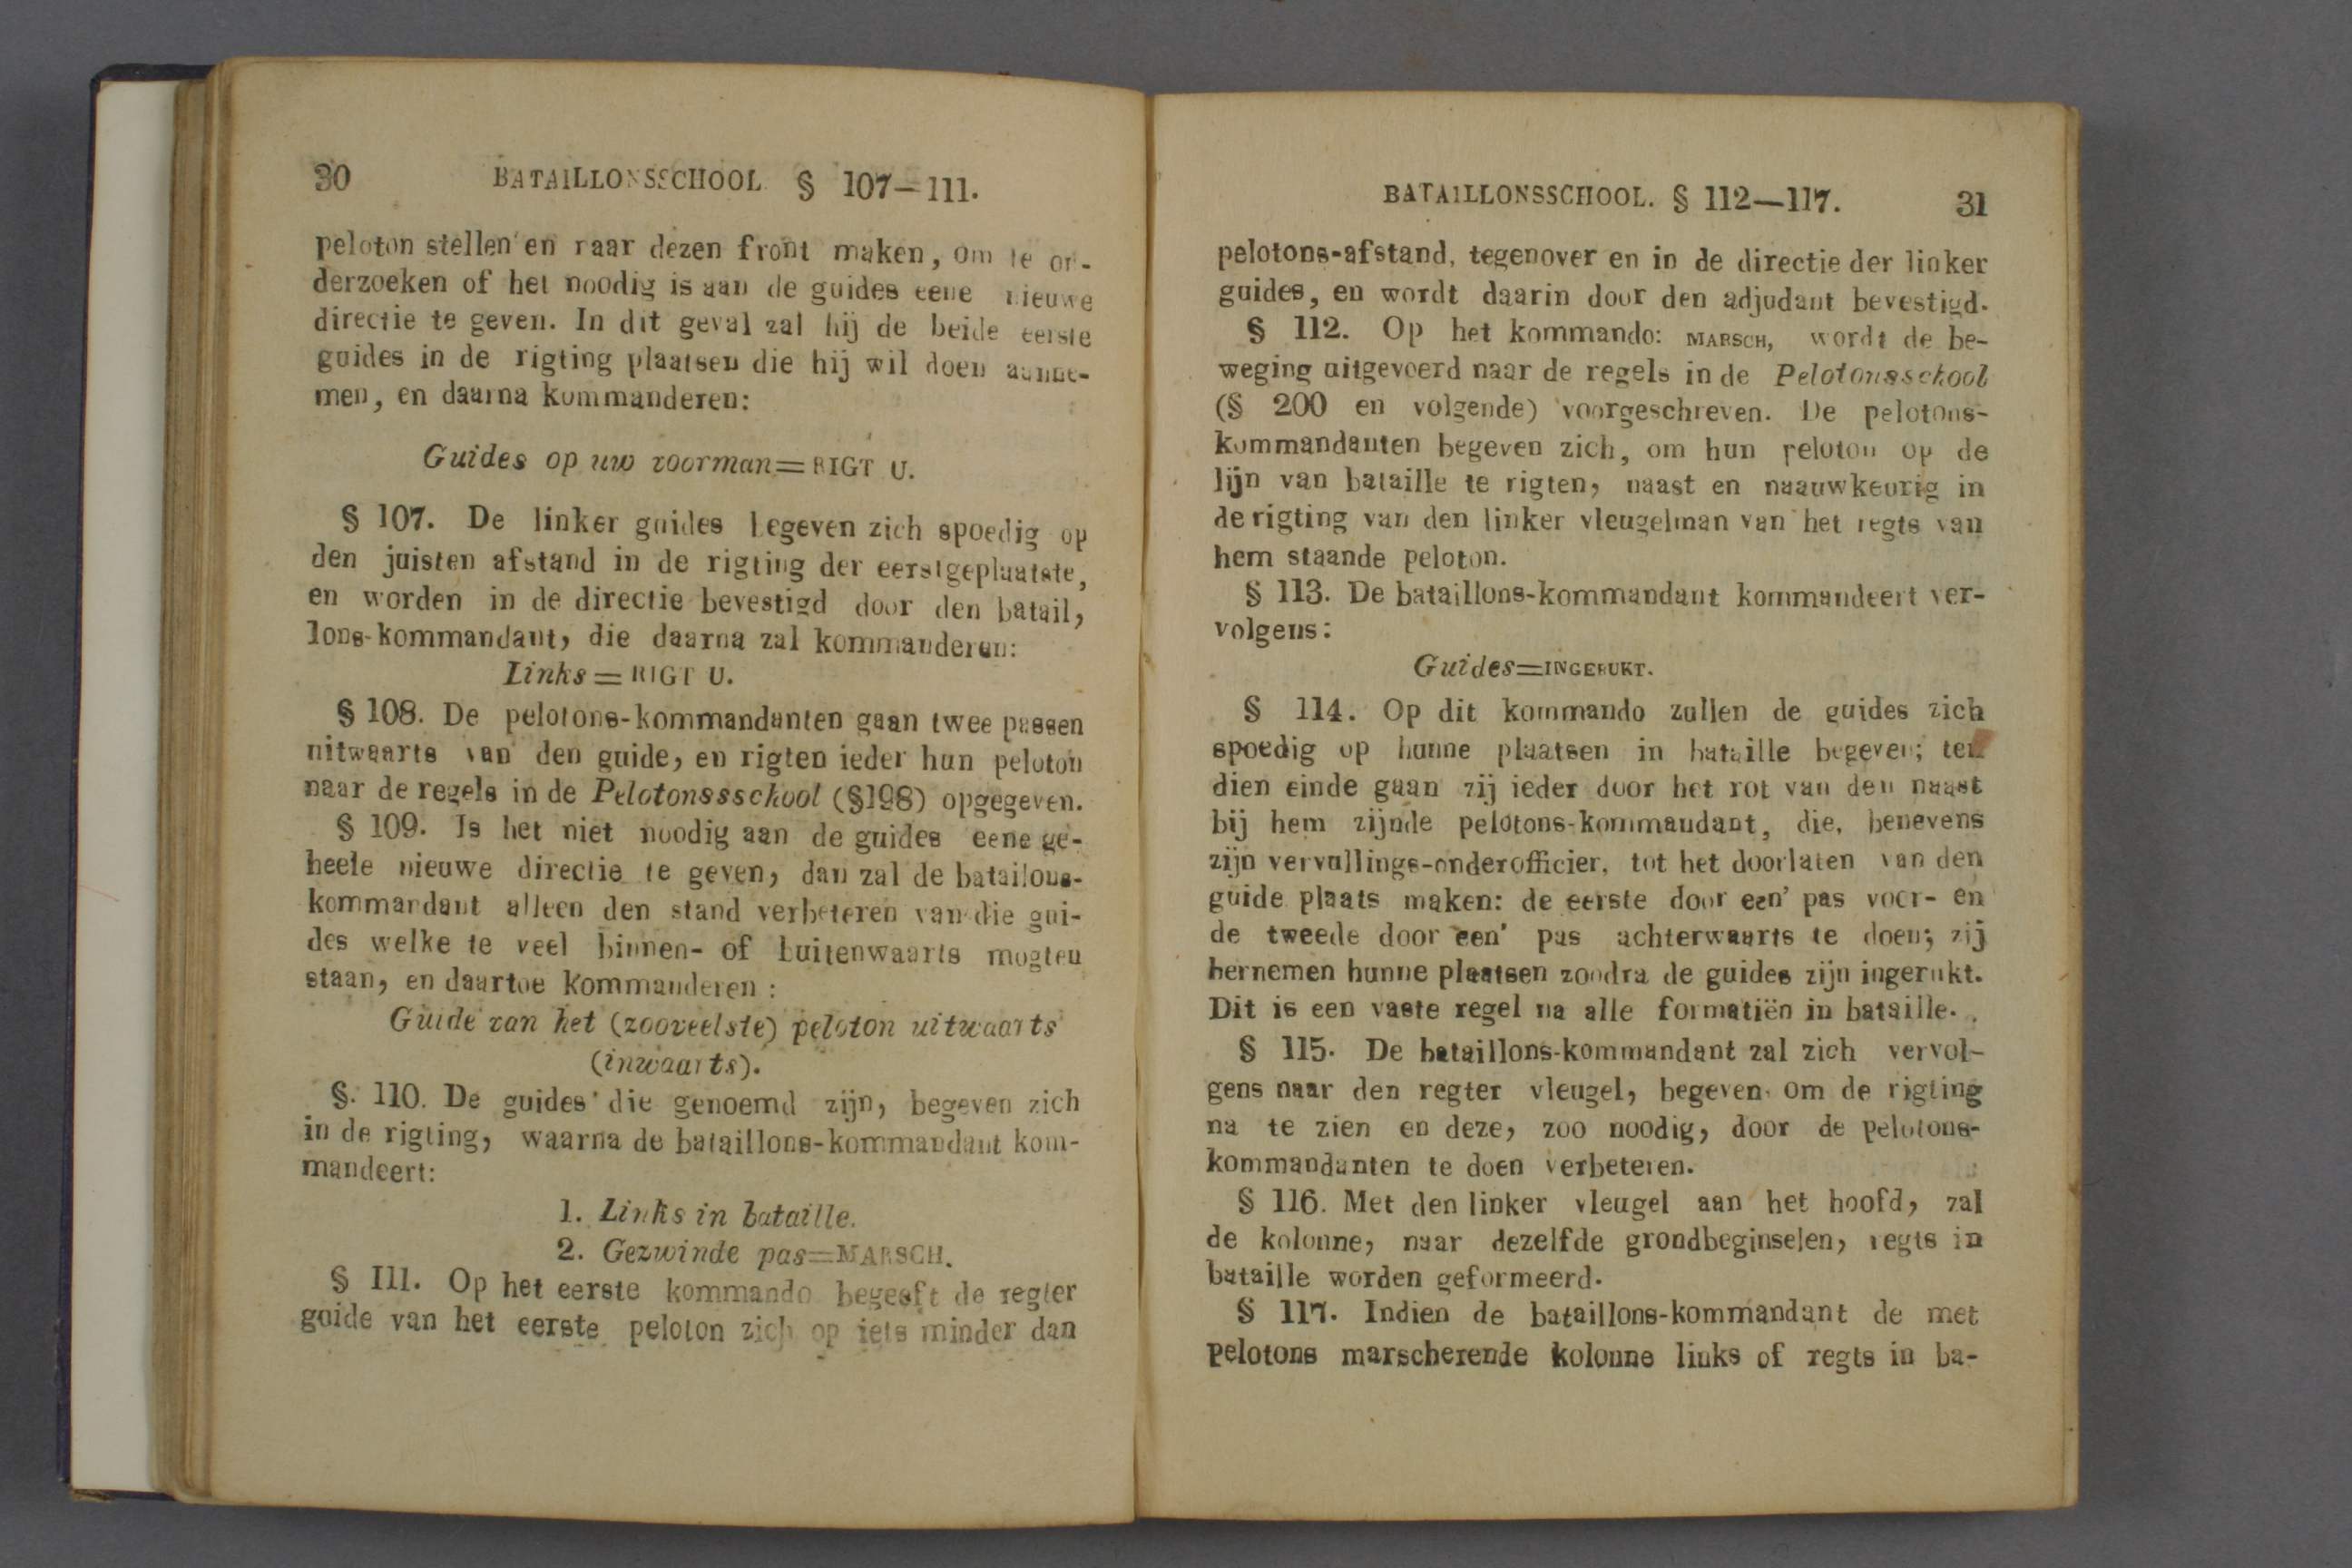 30 BATAILLONSSCHOOL § 107—111.
peloton stellen en raar dezen front maken, om te on-
derzoeken of het noodig is aan de guides eene nieuwe
directie te geven. In dit geval zal hij de beide eerste
guides in de rigting plaatsen die hij wil doen aanne-
men, en daarna kommanderen:
Guides op uw voorman=RIGT U.
§ 107. De linker guides begeven zich spoedig op
den juisten afstand in de rigting der eerstgeplaatste,
en worden in de directie bevestigd door den batail,
lons-kommandant, die daarna zal kommanderen:
Links = RIGT U.
§ 108. De pelotons-kommandanten gaan twee passen
uitwaarts van den guide, en rigten ieder hun peloton
naar de regels in de Pelotonssschool (§198) opgegeven.
§ 109. Is het niet noodig aan de guides eene ge-
heele nieuwe directie te geven, dan zal de bataillons-
kommandant alleen den stand verbeteren van die gui-
des welke te veel binnen- of buitenwaarts mogten
staan, en daartoe kommanderen :
Guide van het (zooveelste) peloton uitwaarts
(inwaarts).
§. 110. De guides die genoemd zijn, begeven zich
in de rigting, waarna de bataillons-kommandant kom-
mandeert:
1. Links in bataille.
2. Gezwinde pas=MARSCH.
§ 111. Op het eerste kommando begeeft de regter
guide van het eerste peloton zich op iets minder dan
BATAILLONSSCHOOL. § 112—117. 31
pelotons-afstand, tegenover en in de directie der linker
guides, en wordt daarin door den adjudant bevestigd.
§ 112. Op het kommando: MARSCH, wordt de be-
weging uitgevoerd naar de regels in de Pelotonsschool
(§ 200 en volgende) voorgeschreven. De pelotons-
kommandanten begeven zich, om hun peloton op de
lijn van bataille te rigten, naast en naauwkeurig in
de rigting van den linker vleugelman van het regts van
hem staande peloton.
§ 113. De bataillons-kommandant kommandeert ver-
volgens:
Guides=INGERUKT.
§ 114. Op dit kommando zullen de guides zich
spoedig op hunne plaatsen in bataille begeven; ten
dien einde gaan zij ieder door het rot van den naast
bij hem zijnde pelotons-kommandant, die, benevens
zijn vervullings-onderofficier, tot het doorlaten van den
guide plaats maken: de eerste door een' pas voor- en
de tweede door een' pas achterwaarts te doen; zij
hernemen hunne plaatsen zoodra de guides zijn ingerukt.
Dit is een vaste regel na alle formatiën in bataille.
§ 115. De bataillons-kommandant zal zich vervol-
gens naar den regter vleugel, begeven, om de rigting
na te zien en deze, zoo noodig, door de pelotons-
kommandanten te doen verbeteren.
§ 116. Met den linker vleugel aan het hoofd, zal
de kolonne, naar dezelfde grondbeginselen, regts in
bataille worden geformeerd.
§ 117. Indien de bataillons-kommandant de met
pelotons marscherende kolonne links of regts in ba-